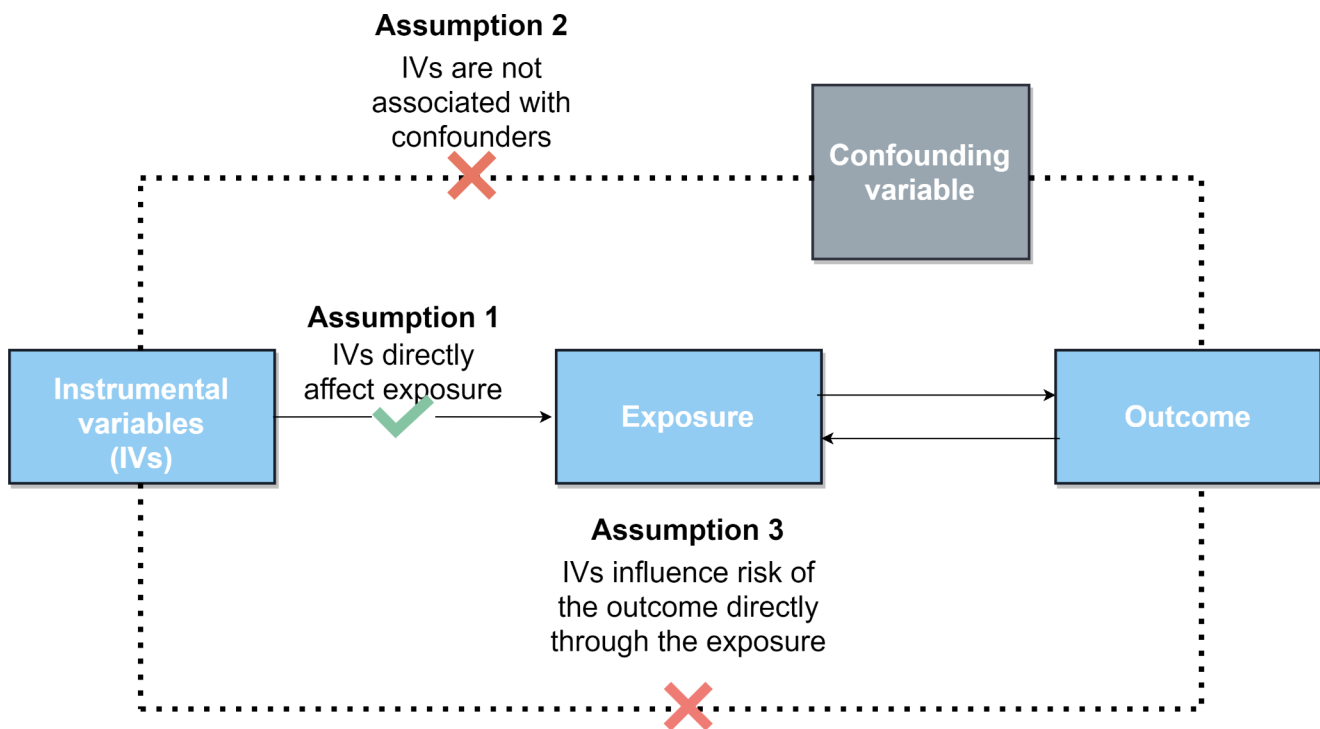 Assumption 2
IVs are not
associated with
confounders
Confounding
variable
Assumption 1
IVs directly
affect exposure
Instrumental
variables
(IVs)
Exposure
Outcome
Assumption 3
IVs influence risk of
the outcome directly
through the exposure